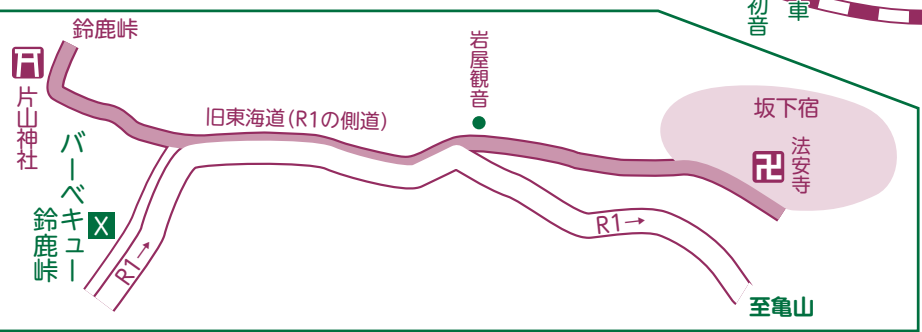 鈴鹿峠
片山神社
旧東海道(R1の側道)
岩屋観音
初音
車
坂下宿
法安寺
バーベキュー
鈴鹿峠
X
R1→
R1→
至亀山